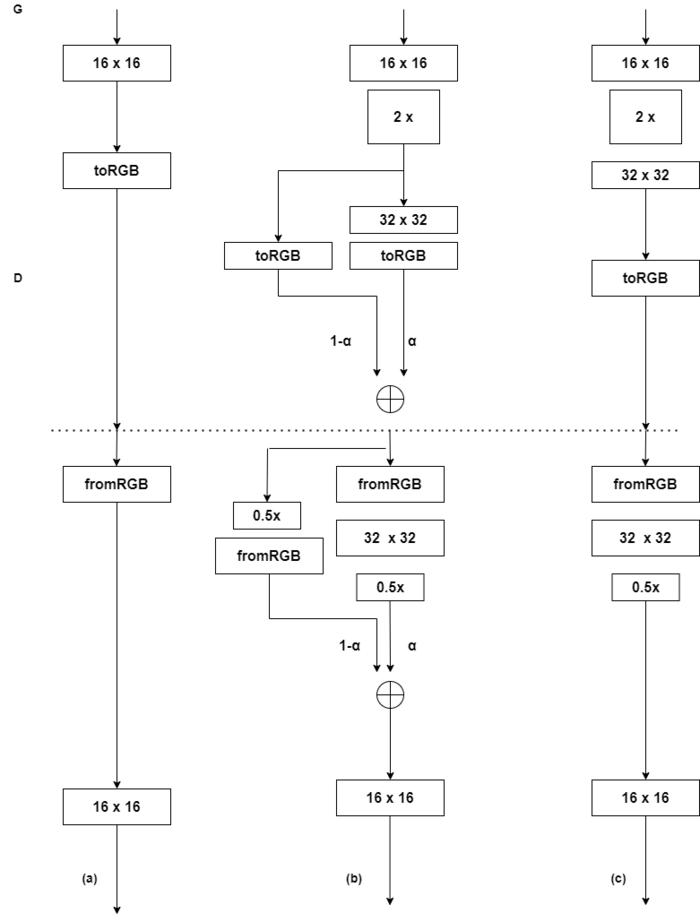 G
16 x 16
16 x 16
16 x 16
2 x
2 x
toRGB
32 x 32
32 x 32
toRGB
toRGB
toRGB
D
1-α
α
fromRGB
fromRGB
fromRGB
0.5x
32 x 32
32 x 32
fromRGB
0.5x
0.5x
1-α
α
16 x 16
16 x 16
16 x 16
(a)
(b)
(c)